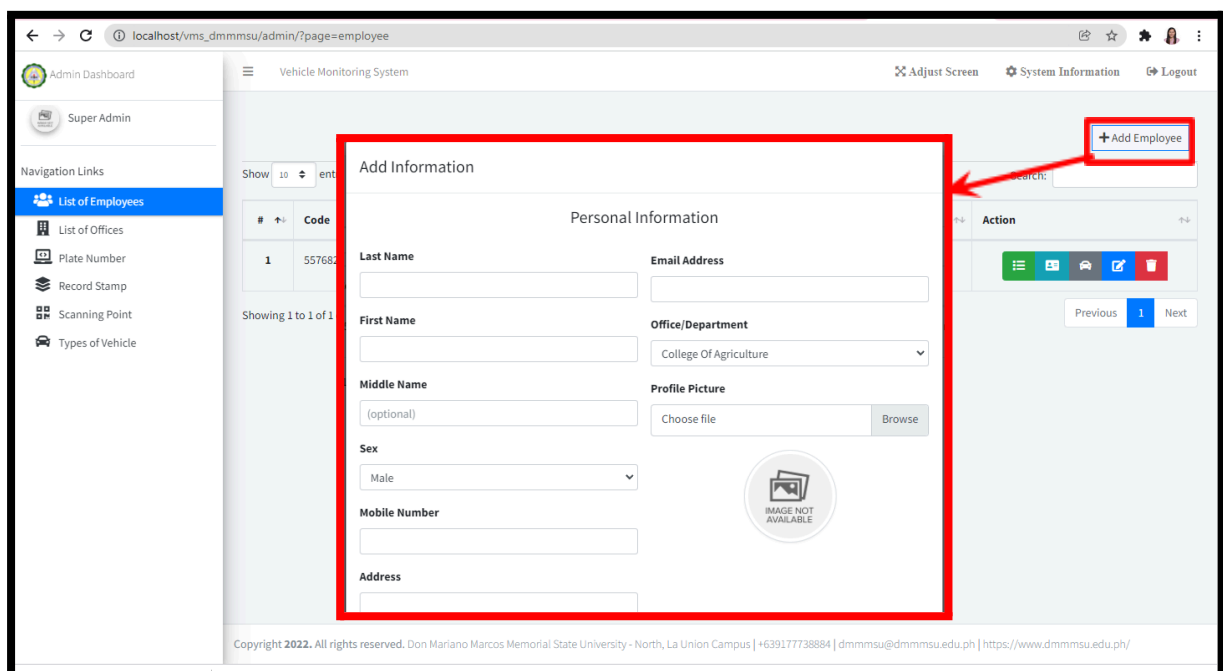 localhost/vms_dmmmsu/admin/?page=employee
Admin Dashboard
Vehicle Monitoring System
Adjust Screen
System Information
Logout
Super Admin
Add Employee
Navigation Links
List of Employees
List of Offices
Plate Number
Record Stamp
Scanning Point
Types of Vehicle
Show 10
Search:
# Code
Action
1 557682
Showing 1 to 1 of 1
Previous 1 Next
Add Information
Personal Information
Last Name
First Name
Middle Name
(optional)
Sex
Male
Mobile Number
Address
Email Address
Office/Department
College Of Agriculture
Profile Picture
Choose file Browse
IMAGE NOT
AVAILABLE
Copyright 2022. All rights reserved. Don Mariano Marcos Memorial State University - North, La Union Campus | +639177738884 | dmmmsu@dmmmsu.edu.ph | https://www.dmmmsu.edu.ph/